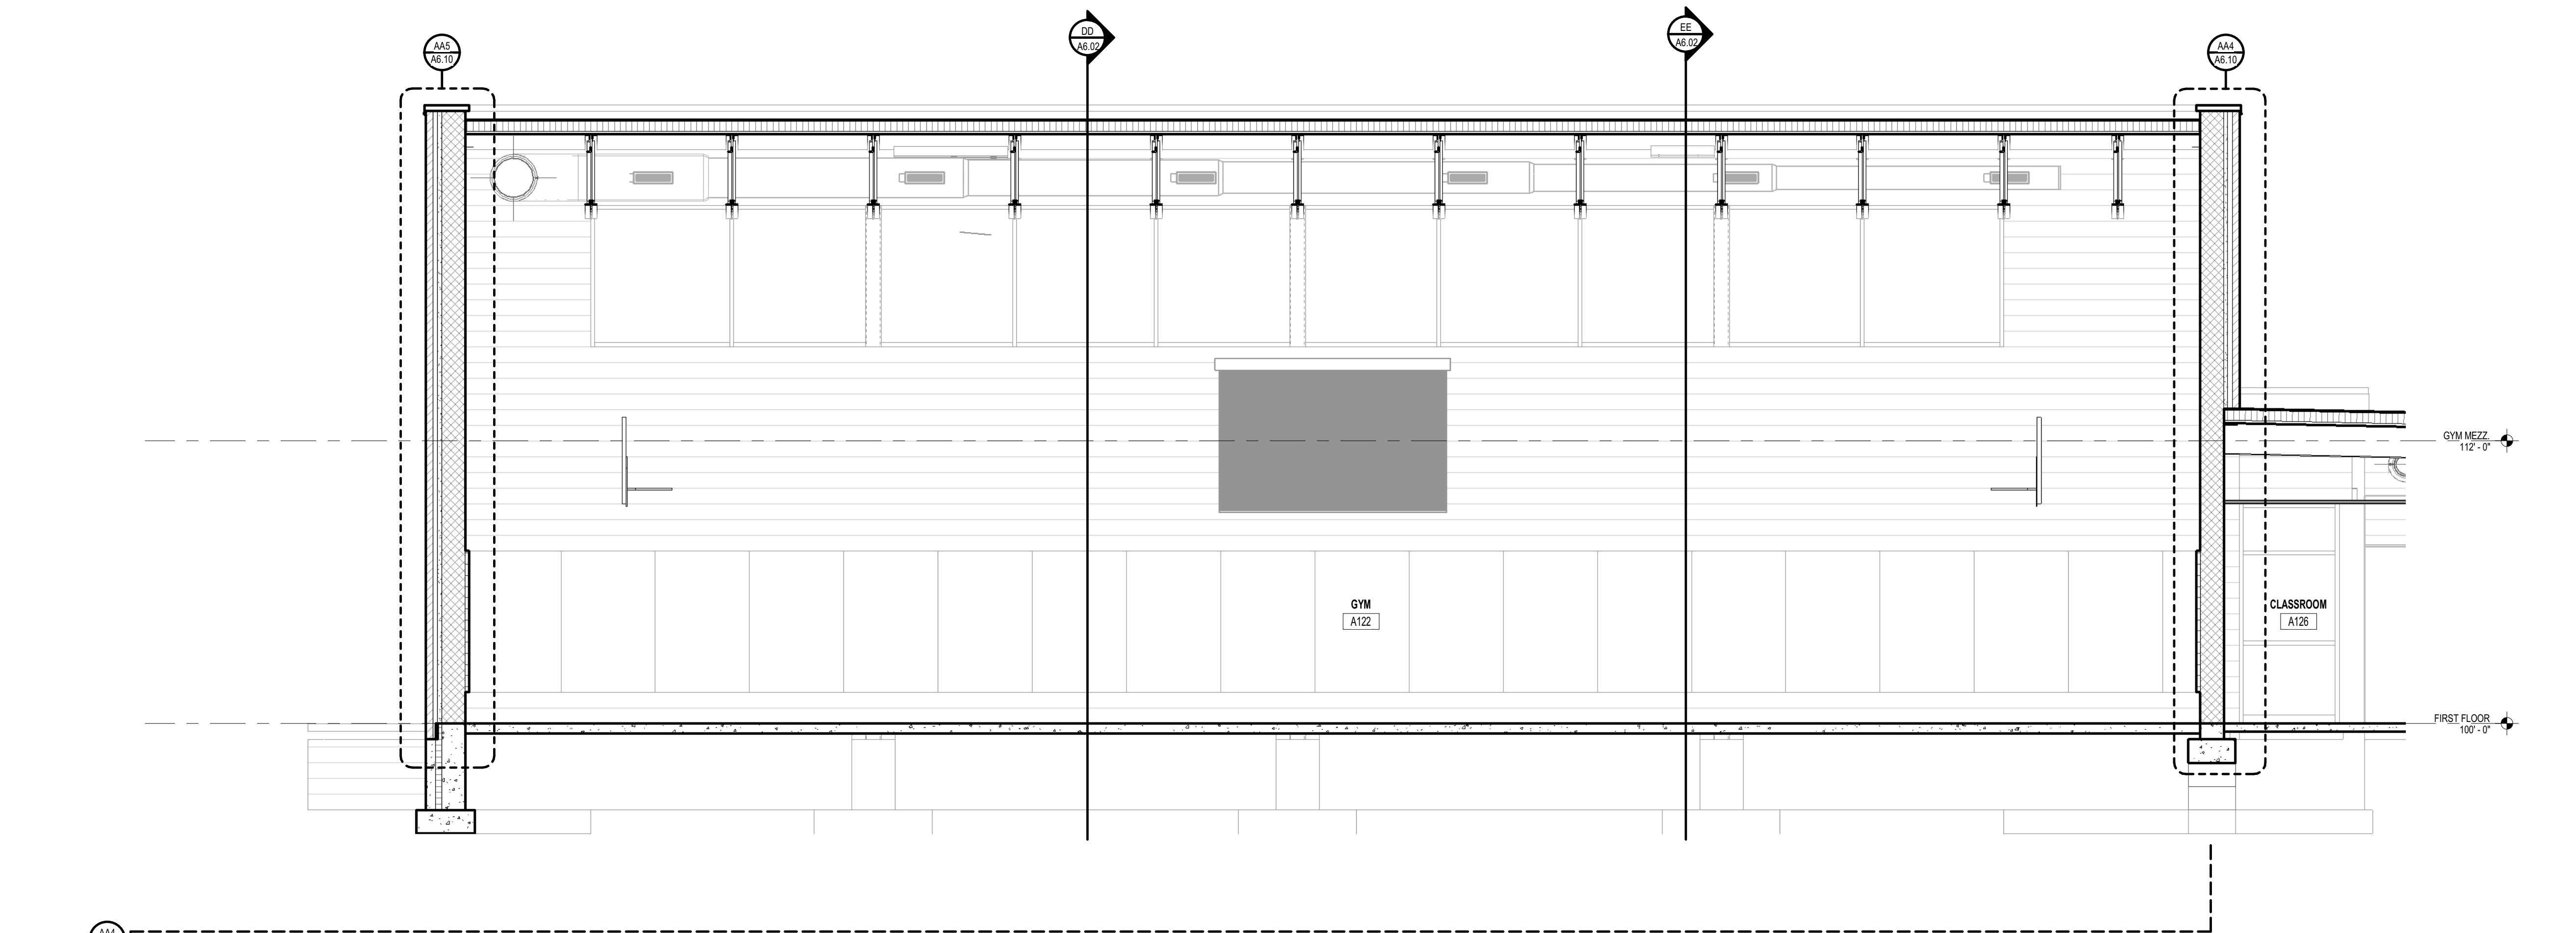 DD
A6.02
EE
A6.02
AA5
A6.10
AA4
A6.10
GYM MEZZ.
112' - 0"
GYM
A122
CLASSROOM
A126
FIRST FLOOR
100' - 0"